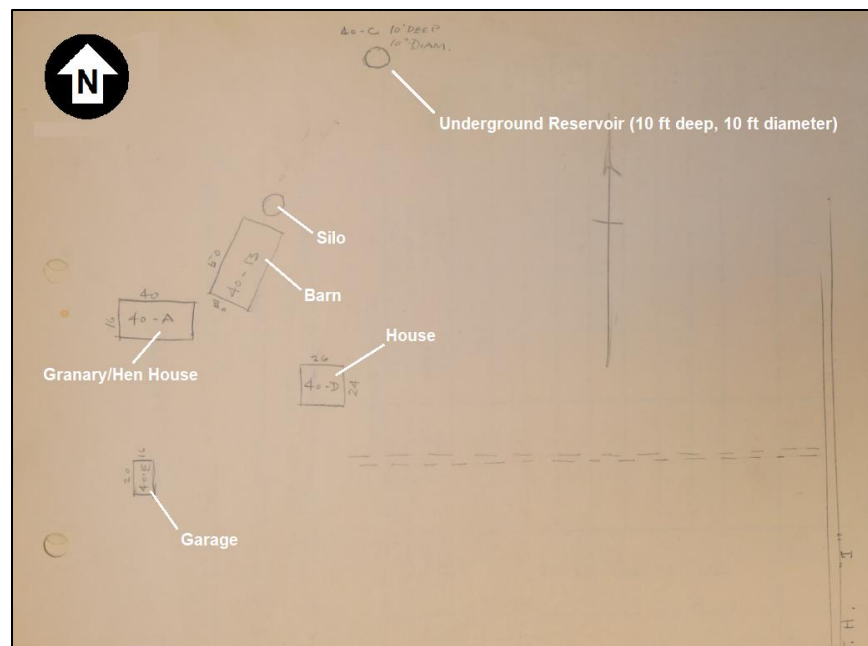 N
40-C 10' DEEP
10' DIAM.
Underground Reservoir (10 ft deep, 10 ft diameter)
Silo
40-B
Barn
40
16
40-A
Granary/Hen House
House
26
40-D
24
16
20
40-E
Garage
"I"
.H.